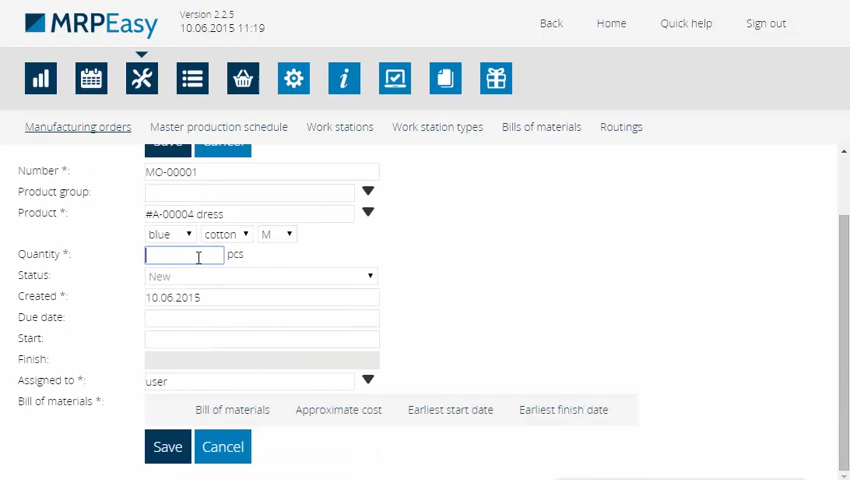 MRPEasy
Version 2.2.5
10.06.2015 11:19
Back Home Quick help Sign out
Manufacturing orders Master production schedule Work stations Work station types Bills of materials Routings
Save Cancel
Number *: MO-00001
Product group:
Product *: #A-00004 dress
blue cotton M
Quantity *: pcs
Status: New
Created *: 10.06.2015
Due date:
Start:
Finish:
Assigned to *: user
Bill of materials *: Bill of materials Approximate cost Earliest start date Earliest finish date
Save Cancel